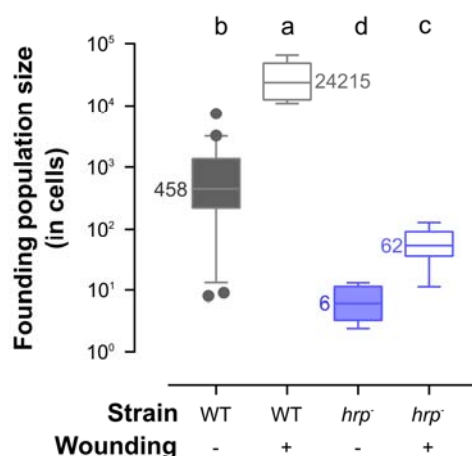 b a d c
Founding population size
(in cells)
10⁵
10⁴
10³
10²
10¹
10⁰
458
24215
6
62
Strain WT WT hrp⁻ hrp⁻
Wounding - + - +